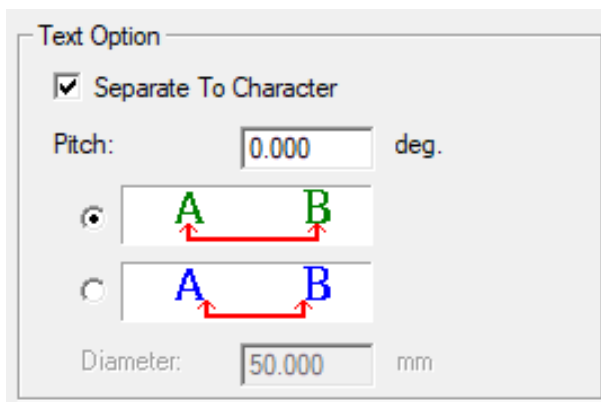 Text Option
Separate To Character
Pitch: 0.000 deg.
A B
A B
Diameter: 50.000 mm